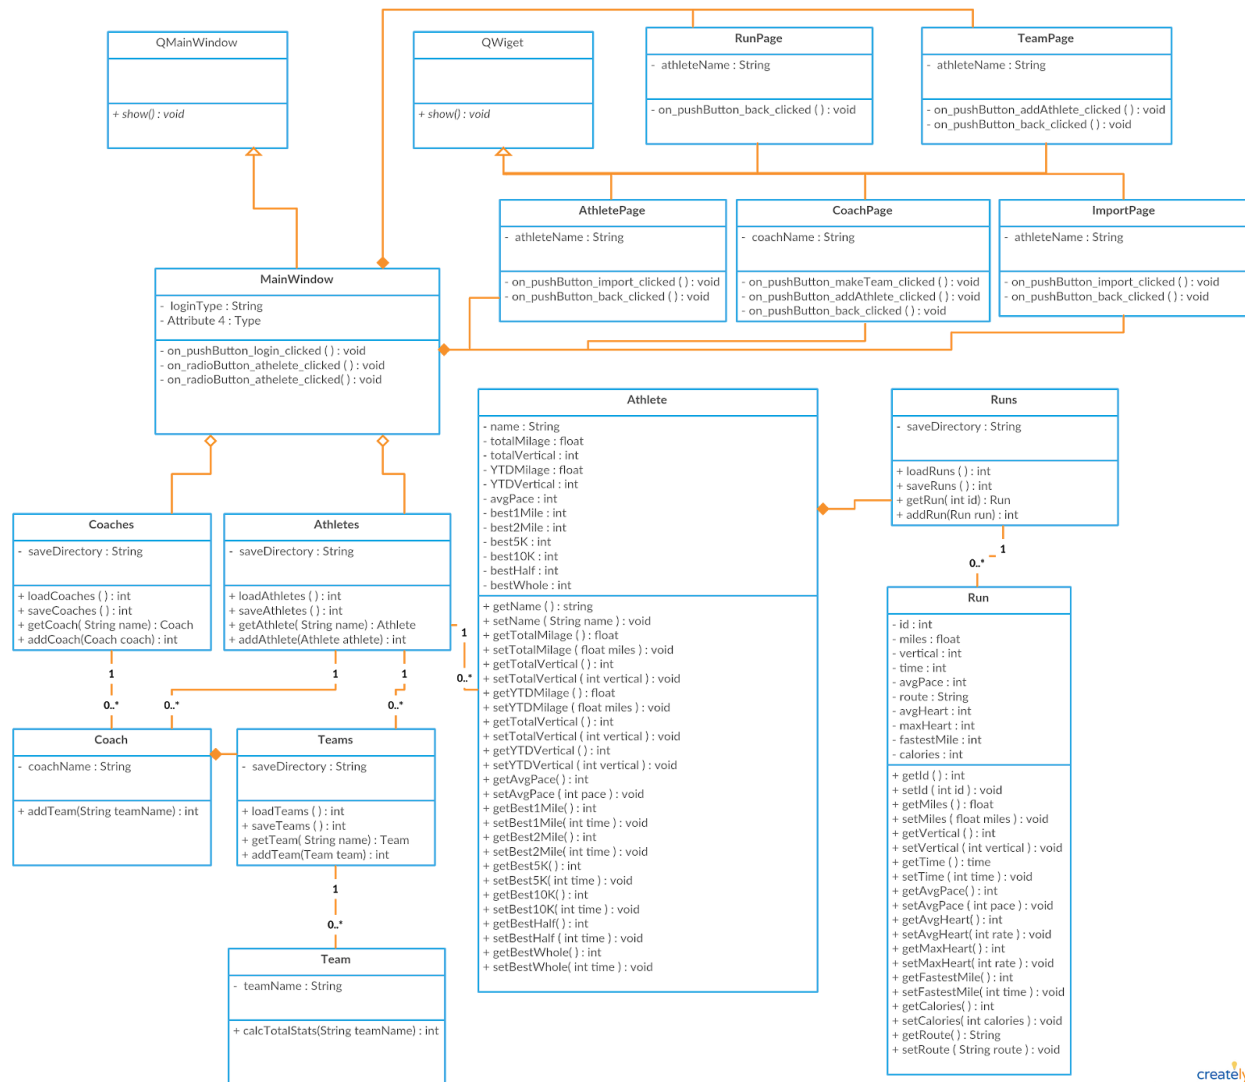 QMainWindow
+ show() : void
QWiget
+ show() : void
RunPage
- athleteName : String
- on_pushButton_back_clicked ( ) : void
TeamPage
- athleteName : String
- on_pushButton_addAthlete_clicked ( ) : void
- on_pushButton_back_clicked ( ) : void
AthletePage
- athleteName : String
- on_pushButton_import_clicked ( ) : void
- on_pushButton_back_clicked ( ) : void
CoachPage
- coachName : String
- on_pushButton_makeTeam_clicked ( ) : void
- on_pushButton_addAthlete_clicked ( ) : void
- on_pushButton_back_clicked ( ) : void
ImportPage
- athleteName : String
- on_pushButton_import_clicked ( ) : void
- on_pushButton_back_clicked ( ) : void
MainWindow
- loginType : String
- Attribute 4 : Type
- on_pushButton_login_clicked ( ) : void
- on_radioButton_athelete_clicked ( ) : void
- on_radioButton_athelete_clicked( ) : void
Athlete
- name : String
- totalMilage : float
- totalVertical : int
- YTDMilage : float
- YTDVertical : int
- avgPace : int
- best1Mile : int
- best2Mile : int
- best5K : int
- best10K : int
- bestHalf : int
- bestWhole : int
+ getName ( ) : string
+ setName ( String name ) : void
+ getTotalMilage ( ) : float
+ setTotalMilage ( float miles ) : void
+ getTotalVertical ( ) : int
+ setTotalVertical ( int vertical ) : void
+ getYTDMilage ( ) : float
+ setYTDMilage ( float miles ) : void
+ getTotalVertical ( ) : int
+ setTotalVertical ( int vertical ) : void
+ getYTDVertical ( ) : int
+ setYTDVertical ( int vertical ) : void
+ getAvgPace( ) : int
+ setAvgPace ( int pace ) : void
+ getBest1Mile( ) : int
+ setBest1Mile( int time ) : void
+ getBest2Mile( ) : int
+ setBest2Mile( int time ) : void
+ getBest5K( ) : int
+ setBest5K( int time ) : void
+ getBest10K( ) : int
+ setBest10K( int time ) : void
+ getBestHalf( ) : int
+ setBestHalf ( int time ) : void
+ getBestWhole( ) : int
+ setBestWhole( int time ) : void
Runs
- saveDirectory : String
+ loadRuns ( ) : int
+ saveRuns ( ) : int
+ getRun( int id) : Run
+ addRun(Run run) : int
1
0..*
Run
- id : int
- miles : float
- vertical : int
- time : int
- avgPace : int
- route : String
- avgHeart : int
- maxHeart : int
- fastestMile : int
- calories : int
+ getId ( ) : int
+ setId ( int id ) : void
+ getMiles ( ) : float
+ setMiles ( float miles ) : void
+ getVertical ( ) : int
+ setVertical ( int vertical ) : void
+ getTime ( ) : time
+ setTime ( int time ) : void
+ getAvgPace( ) : int
+ setAvgPace ( int pace ) : void
+ getAvgHeart( ) : int
+ setAvgHeart( int rate ) : void
+ getMaxHeart( ) : int
+ setMaxHeart( int rate ) : void
+ getFastestMile( ) : int
+ setFastestMile( int time ) : void
+ getCalories( ) : int
+ setCalories( int calories ) : void
+ getRoute( ) : String
+ setRoute ( String route ) : void
Coaches
- saveDirectory : String
+ loadCoaches ( ) : int
+ saveCoaches ( ) : int
+ getCoach( String name) : Coach
+ addCoach(Coach coach) : int
Athletes
- saveDirectory : String
+ loadAthletes ( ) : int
+ saveAthletes ( ) : int
+ getAthlete( String name) : Athlete
+ addAthlete(Athlete athlete) : int
1
0..*
1
1
1
0..*
0..*
0..*
Coach
- coachName : String
+ addTeam(String teamName) : int
Teams
- saveDirectory : String
+ loadTeams ( ) : int
+ saveTeams ( ) : int
+ getTeam( String name) : Team
+ addTeam(Team team) : int
1
0..*
Team
- teamName : String
+ calcTotalStats(String teamName) : int
creately